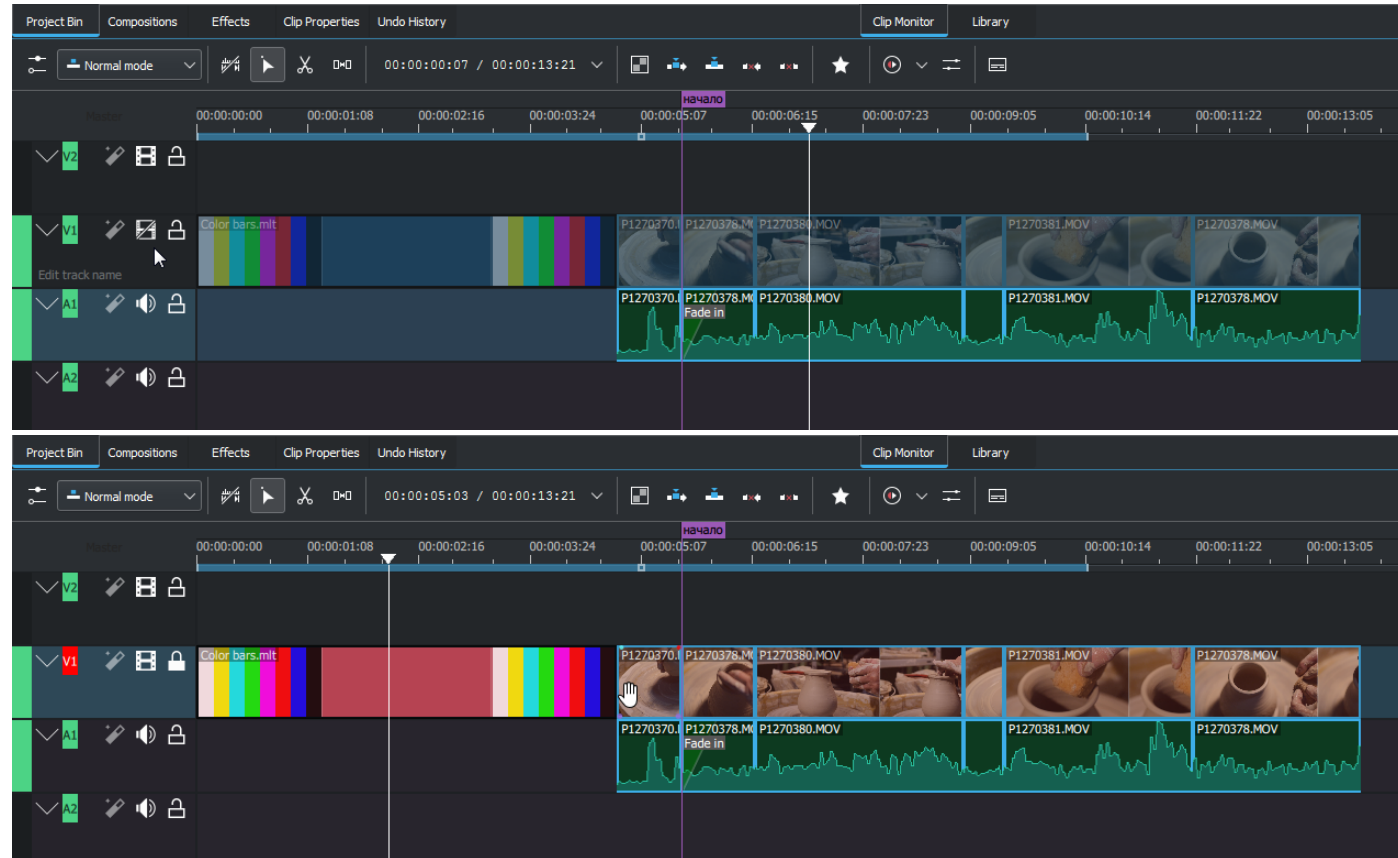 Project Bin Compositions Effects Clip Properties Undo History Clip Monitor Library
Normal mode 00:00:00:07 / 00:00:13:21
начало
Master 00:00:00:00 00:00:01:08 00:00:02:16 00:00:03:24 00:00:05:07 00:00:06:15 00:00:07:23 00:00:09:05 00:00:10:14 00:00:11:22 00:00:13:05
V2
V1 Color bars.mlt P1270370. P1270378.M P1270380.MOV P1270381.MOV P1270378.MOV
Edit track name
A1 P1270370. P1270378.M P1270380.MOV P1270381.MOV P1270378.MOV
Fade in
A2
Project Bin Compositions Effects Clip Properties Undo History Clip Monitor Library
Normal mode 00:00:05:03 / 00:00:13:21
начало
Master 00:00:00:00 00:00:01:08 00:00:02:16 00:00:03:24 00:00:05:07 00:00:06:15 00:00:07:23 00:00:09:05 00:00:10:14 00:00:11:22 00:00:13:05
V2
V1 Color bars.mlt P1270370. P1270378.M P1270380.MOV P1270381.MOV P1270378.MOV
A1 P1270370. P1270378.M P1270380.MOV P1270381.MOV P1270378.MOV
Fade in
A2